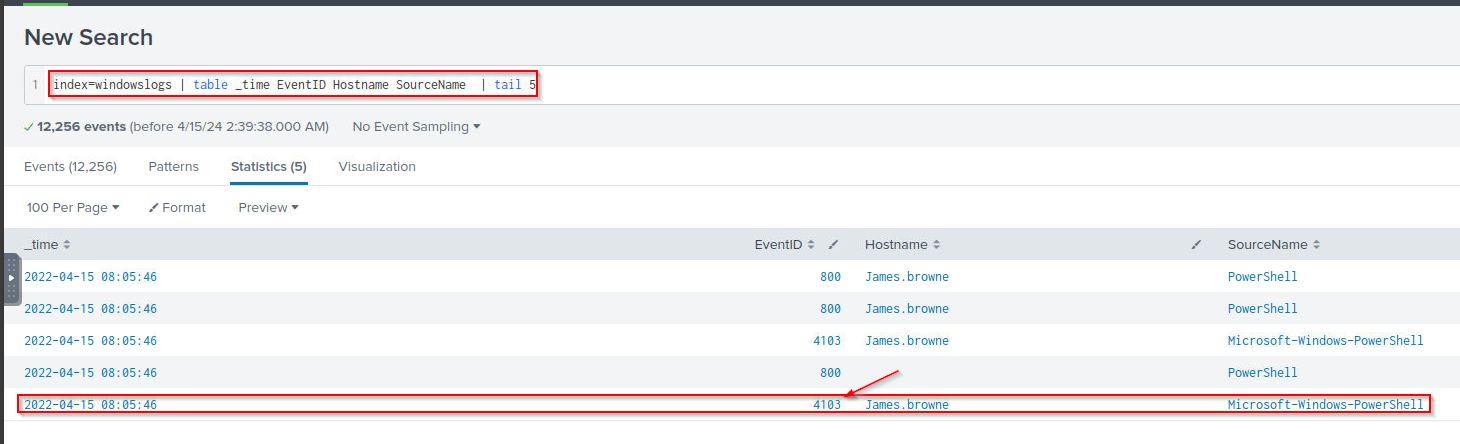 New Search
1 index=windowslogs | table _time EventID Hostname SourceName | tail 5
12,256 events (before 4/15/24 2:39:38.000 AM) No Event Sampling
Events (12,256) Patterns Statistics (5) Visualization
100 Per Page Format Preview
_time EventID Hostname SourceName
2022-04-15 08:05:46 800 James.browne PowerShell
2022-04-15 08:05:46 800 James.browne PowerShell
2022-04-15 08:05:46 4103 James.browne Microsoft-Windows-PowerShell
2022-04-15 08:05:46 800 James.browne PowerShell
2022-04-15 08:05:46 4103 James.browne Microsoft-Windows-PowerShell